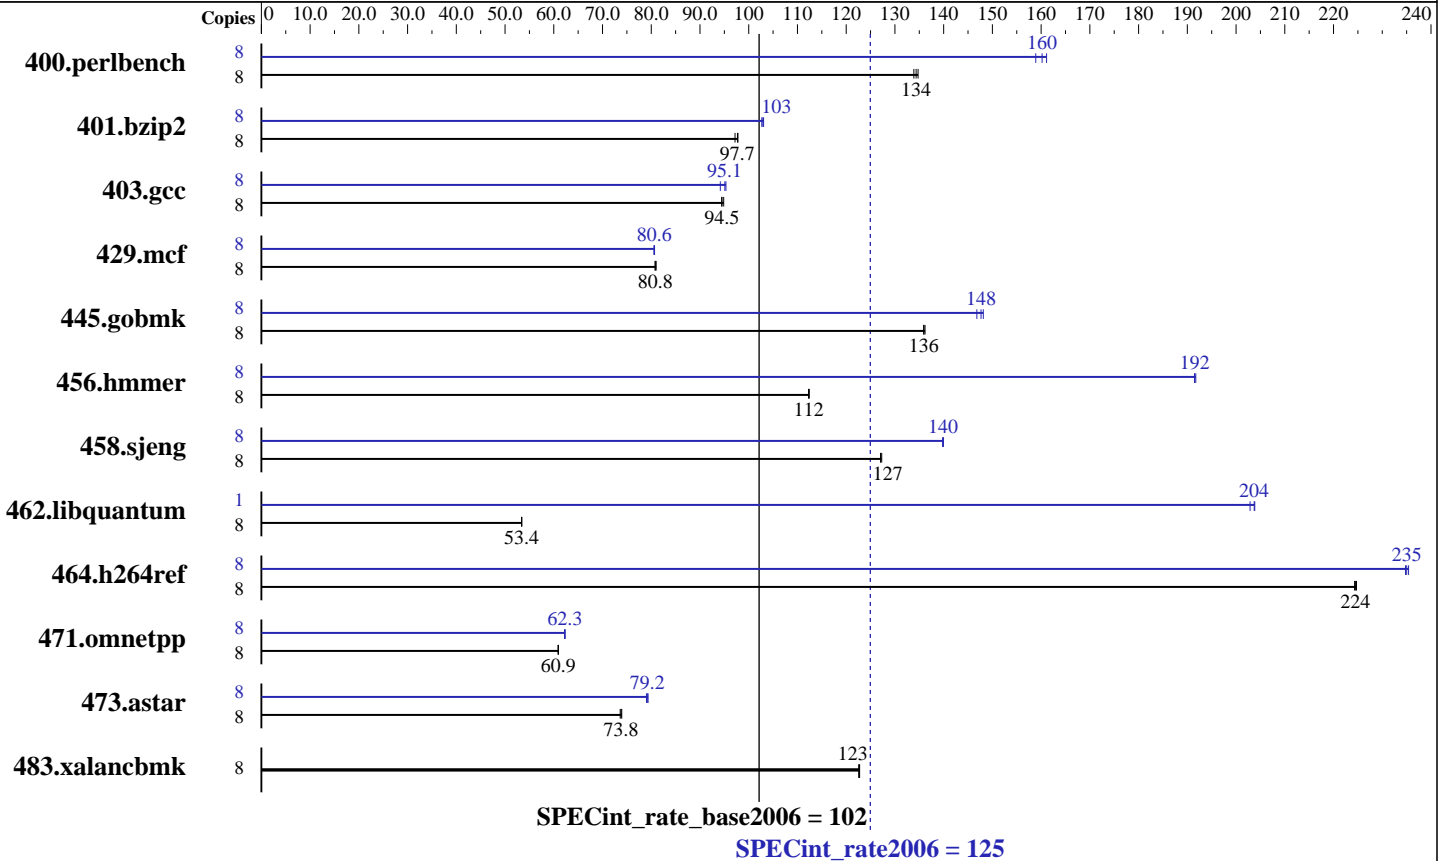 Copies 0 10.0 20.0 30.0 40.0 50.0 60.0 70.0 80.0 90.0 100 110 120 130 140 150 160 170 180 190 200 210 220 240
400.perlbench 8 160
8 134
401.bzip2 8 103
8 97.7
403.gcc 8 95.1
8 94.5
429.mcf 8 80.6
8 80.8
445.gobmk 8 148
8 136
456.hmmer 8 192
8 112
458.sjeng 8 140
8 127
462.libquantum 1 204
8 53.4
464.h264ref 8 235
8 224
471.omnetpp 8 62.3
8 60.9
473.astar 8 79.2
8 73.8
483.xalancbmk 8 123
SPECint_rate_base2006 = 102
SPECint_rate2006 = 125